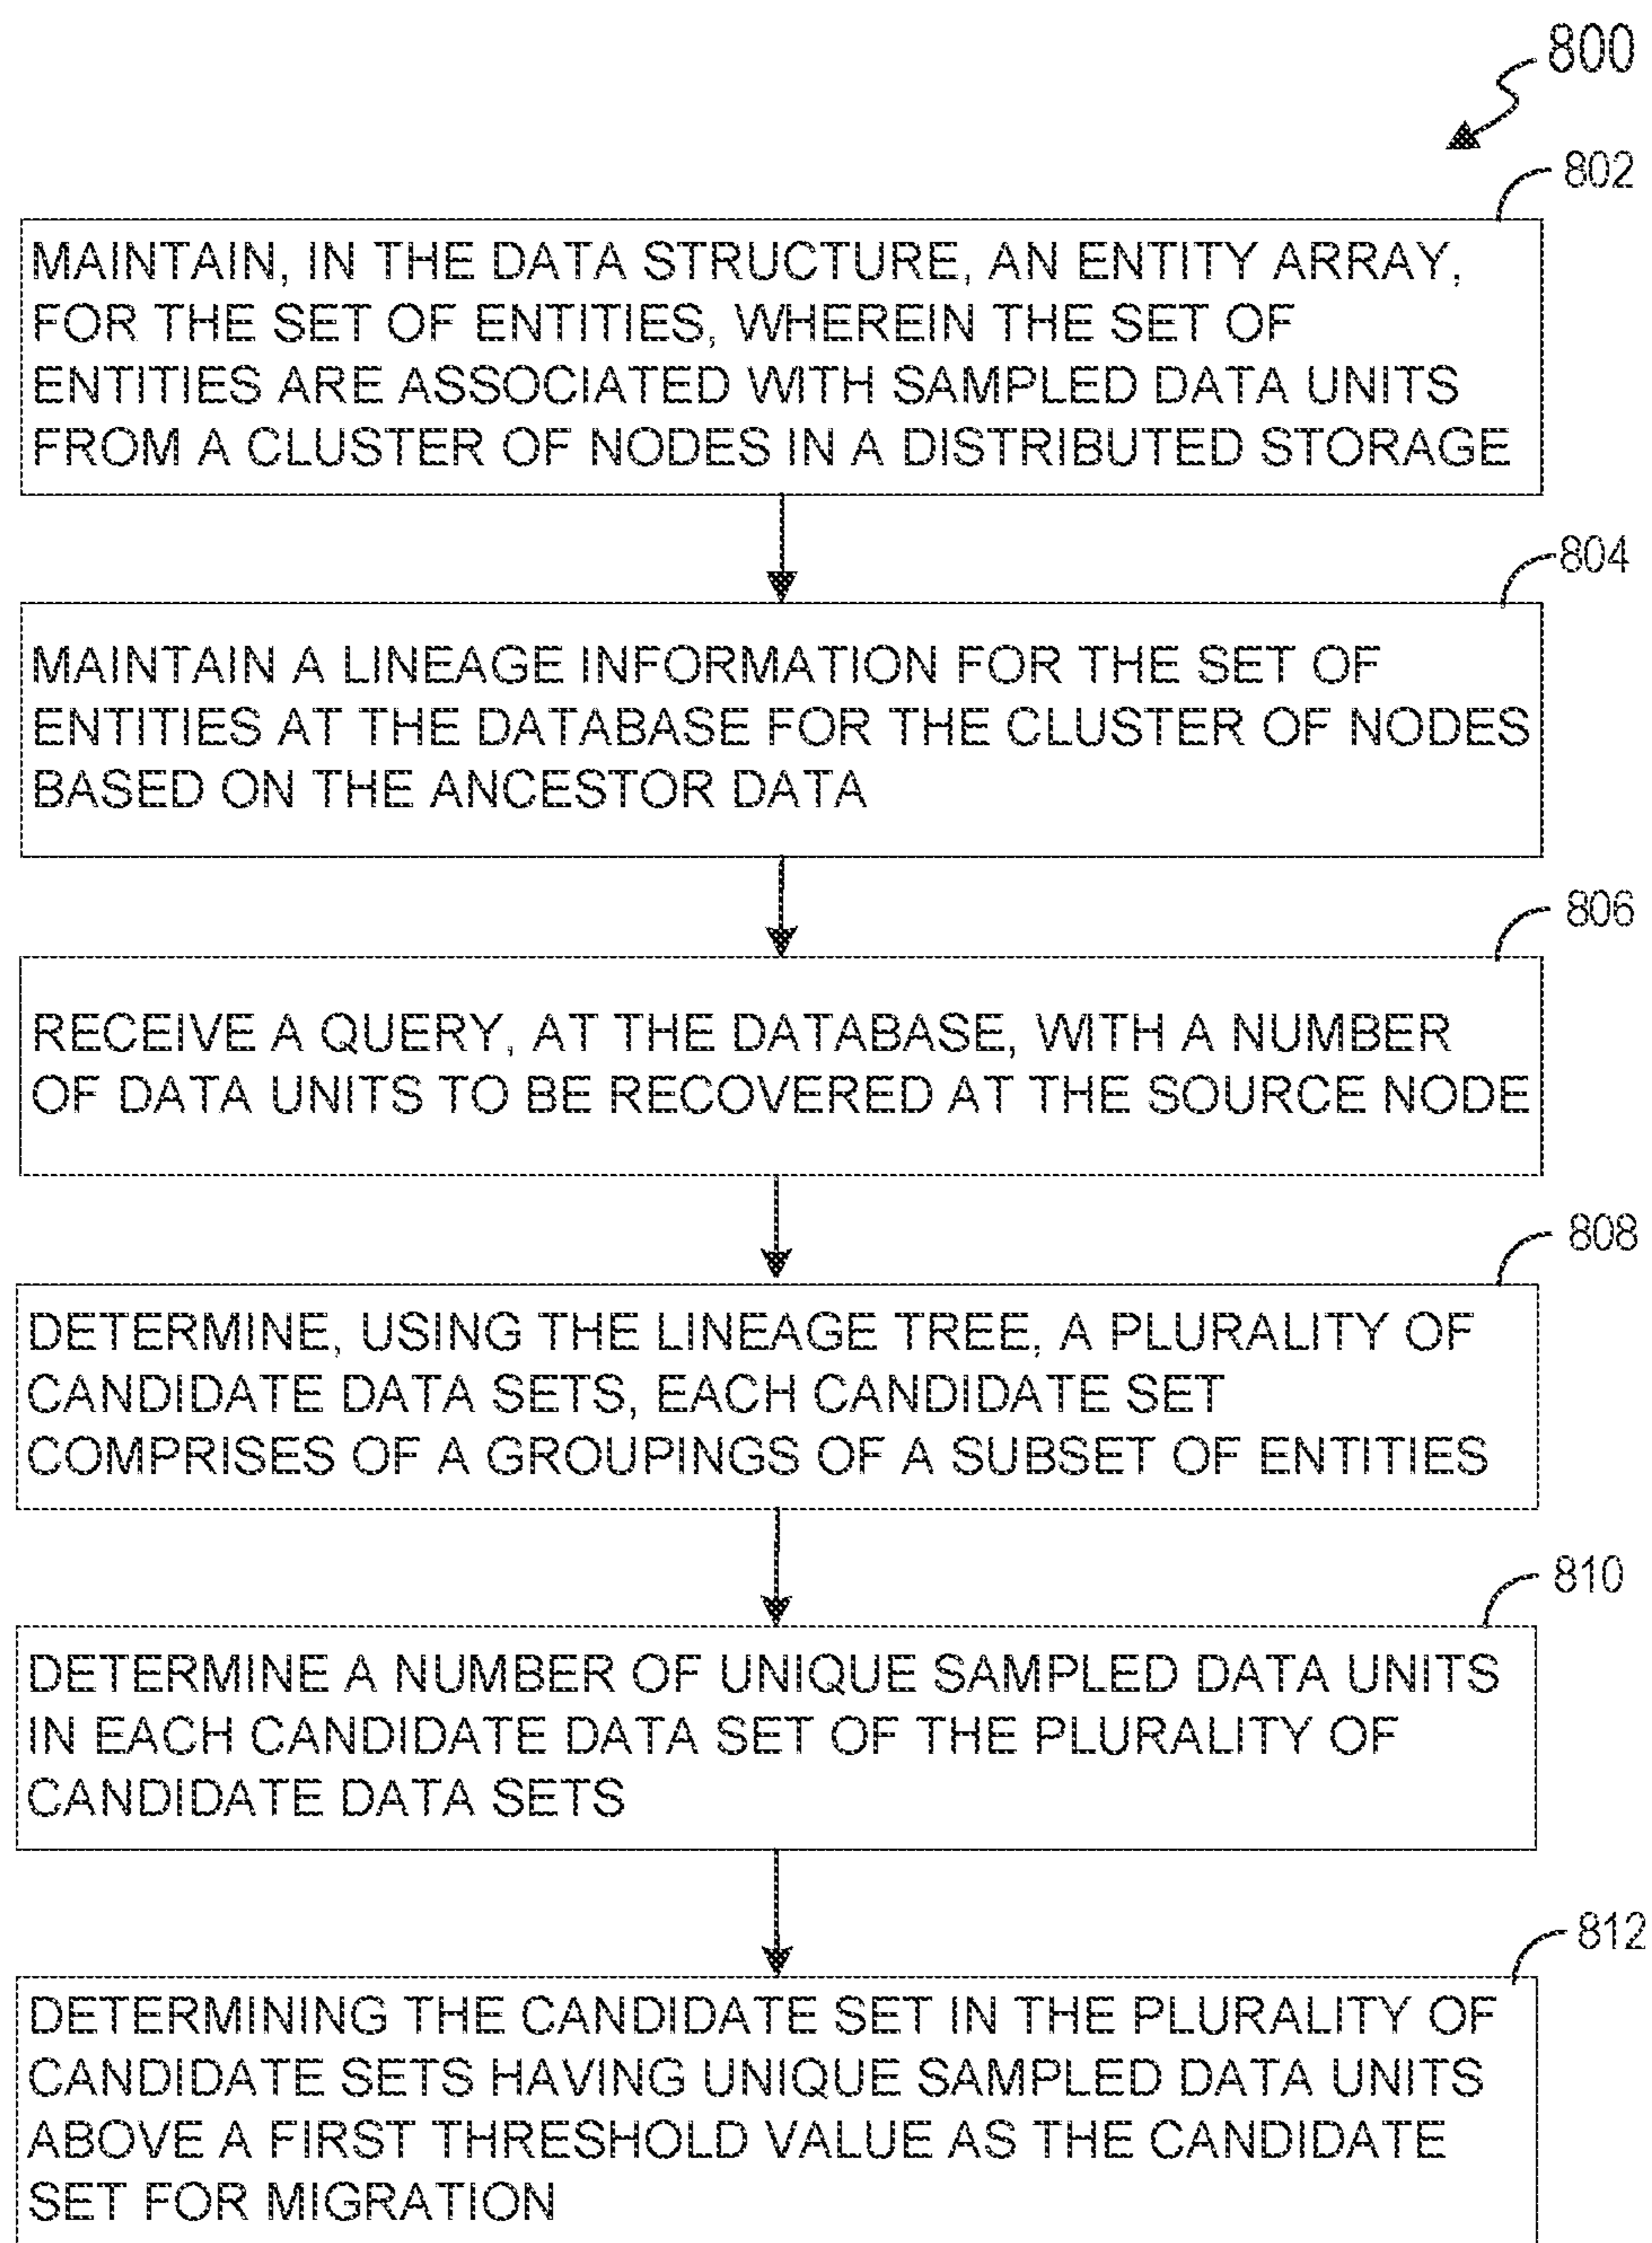 800
802
MAINTAIN, IN THE DATA STRUCTURE, AN ENTITY ARRAY,
FOR THE SET OF ENTITIES, WHEREIN THE SET OF
ENTITIES ARE ASSOCIATED WITH SAMPLED DATA UNITS
FROM A CLUSTER OF NODES IN A DISTRIBUTED STORAGE
804
MAINTAIN A LINEAGE INFORMATION FOR THE SET OF
ENTITIES AT THE DATABASE FOR THE CLUSTER OF NODES
BASED ON THE ANCESTOR DATA
806
RECEIVE A QUERY, AT THE DATABASE, WITH A NUMBER
OF DATA UNITS TO BE RECOVERED AT THE SOURCE NODE
808
DETERMINE, USING THE LINEAGE TREE, A PLURALITY OF
CANDIDATE DATA SETS, EACH CANDIDATE SET
COMPRISES OF A GROUPINGS OF A SUBSET OF ENTITIES
810
DETERMINE A NUMBER OF UNIQUE SAMPLED DATA UNITS
IN EACH CANDIDATE DATA SET OF THE PLURALITY OF
CANDIDATE DATA SETS
812
DETERMINING THE CANDIDATE SET IN THE PLURALITY OF
CANDIDATE SETS HAVING UNIQUE SAMPLED DATA UNITS
ABOVE A FIRST THRESHOLD VALUE AS THE CANDIDATE
SET FOR MIGRATION